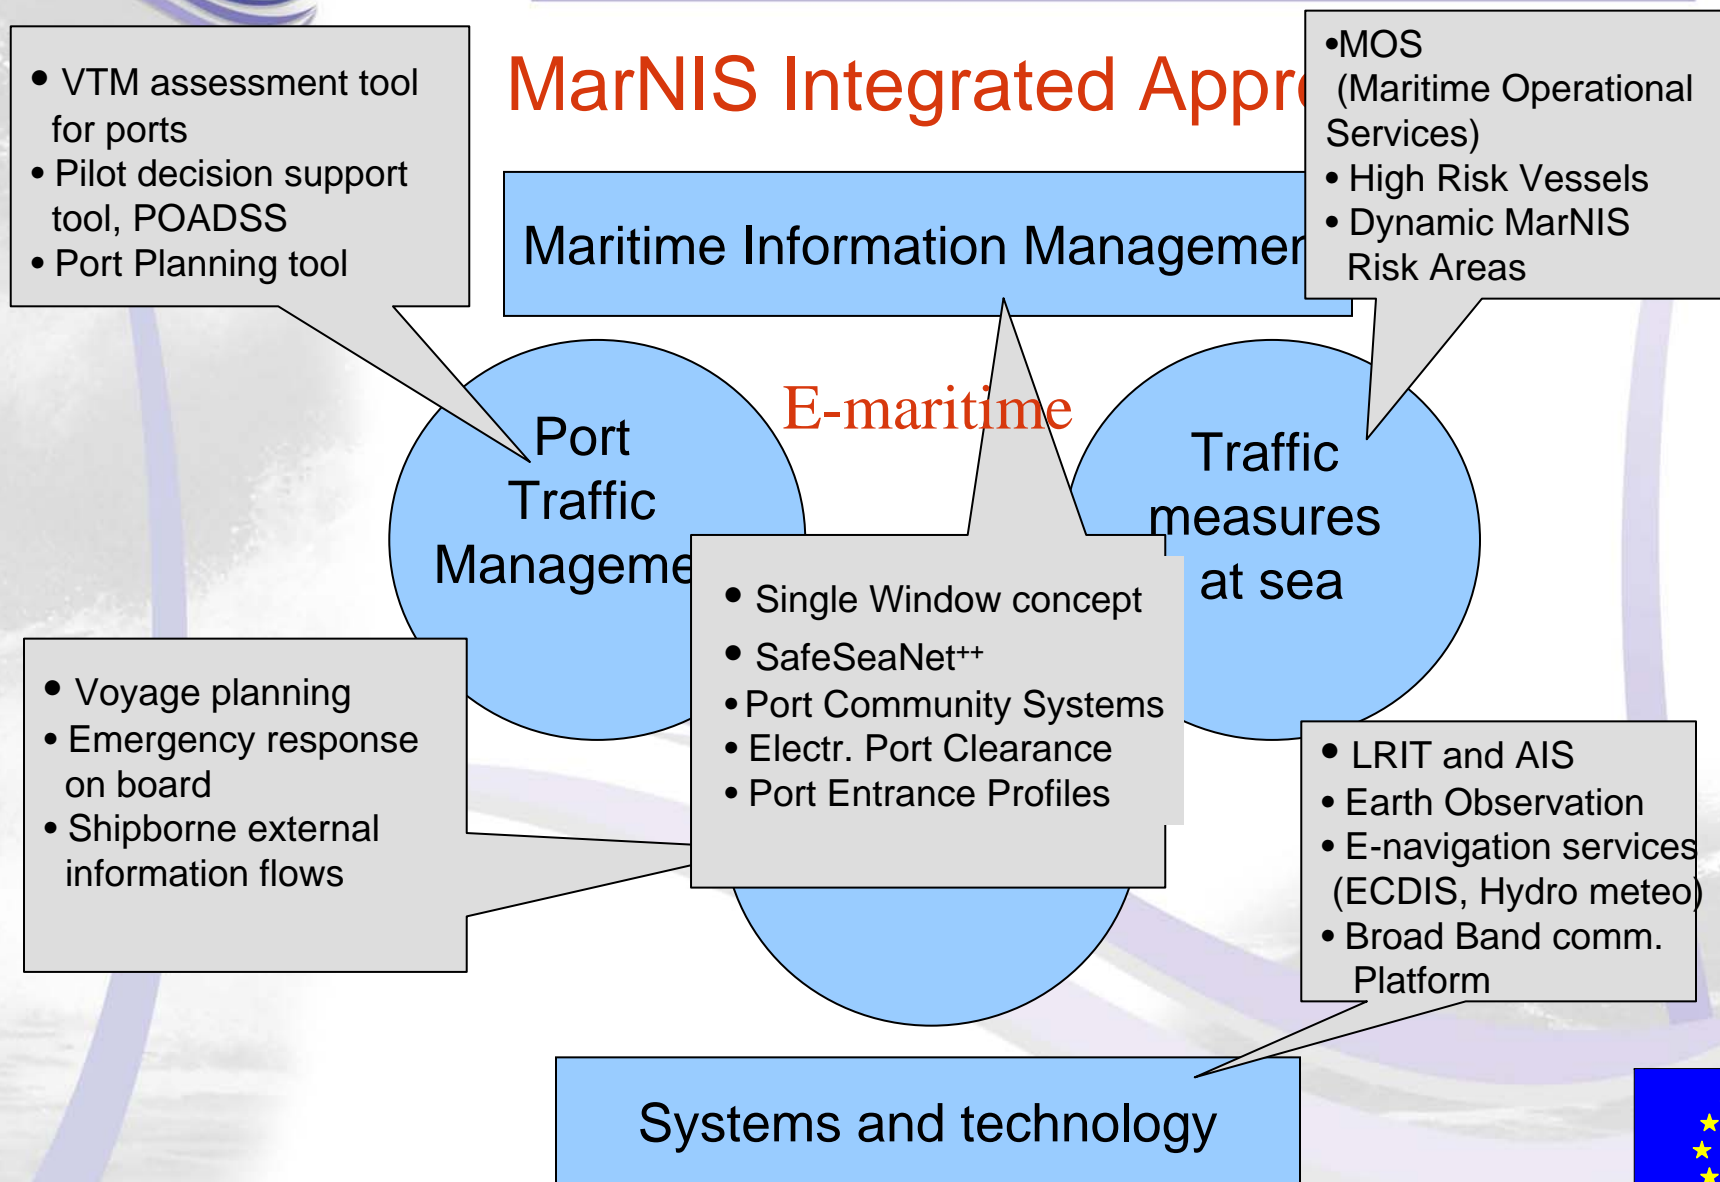 MarNIS Integrated Appro
• VTM assessment tool
for ports
• Pilot decision support
tool, POADSS
• Port Planning tool
•MOS
(Maritime Operational
Services)
• High Risk Vessels
• Dynamic MarNIS
Risk Areas
Maritime Information Managemen
E-maritime
Port
Traffic
Manageme
Traffic
measures
at sea
• Single Window concept
• SafeSeaNet⁺⁺
• Port Community Systems
• Electr. Port Clearance
• Port Entrance Profiles
• Voyage planning
• Emergency response
on board
• Shipborne external
information flows
• LRIT and AIS
• Earth Observation
• E-navigation services
(ECDIS, Hydro meteo)
• Broad Band comm.
Platform
Systems and technology